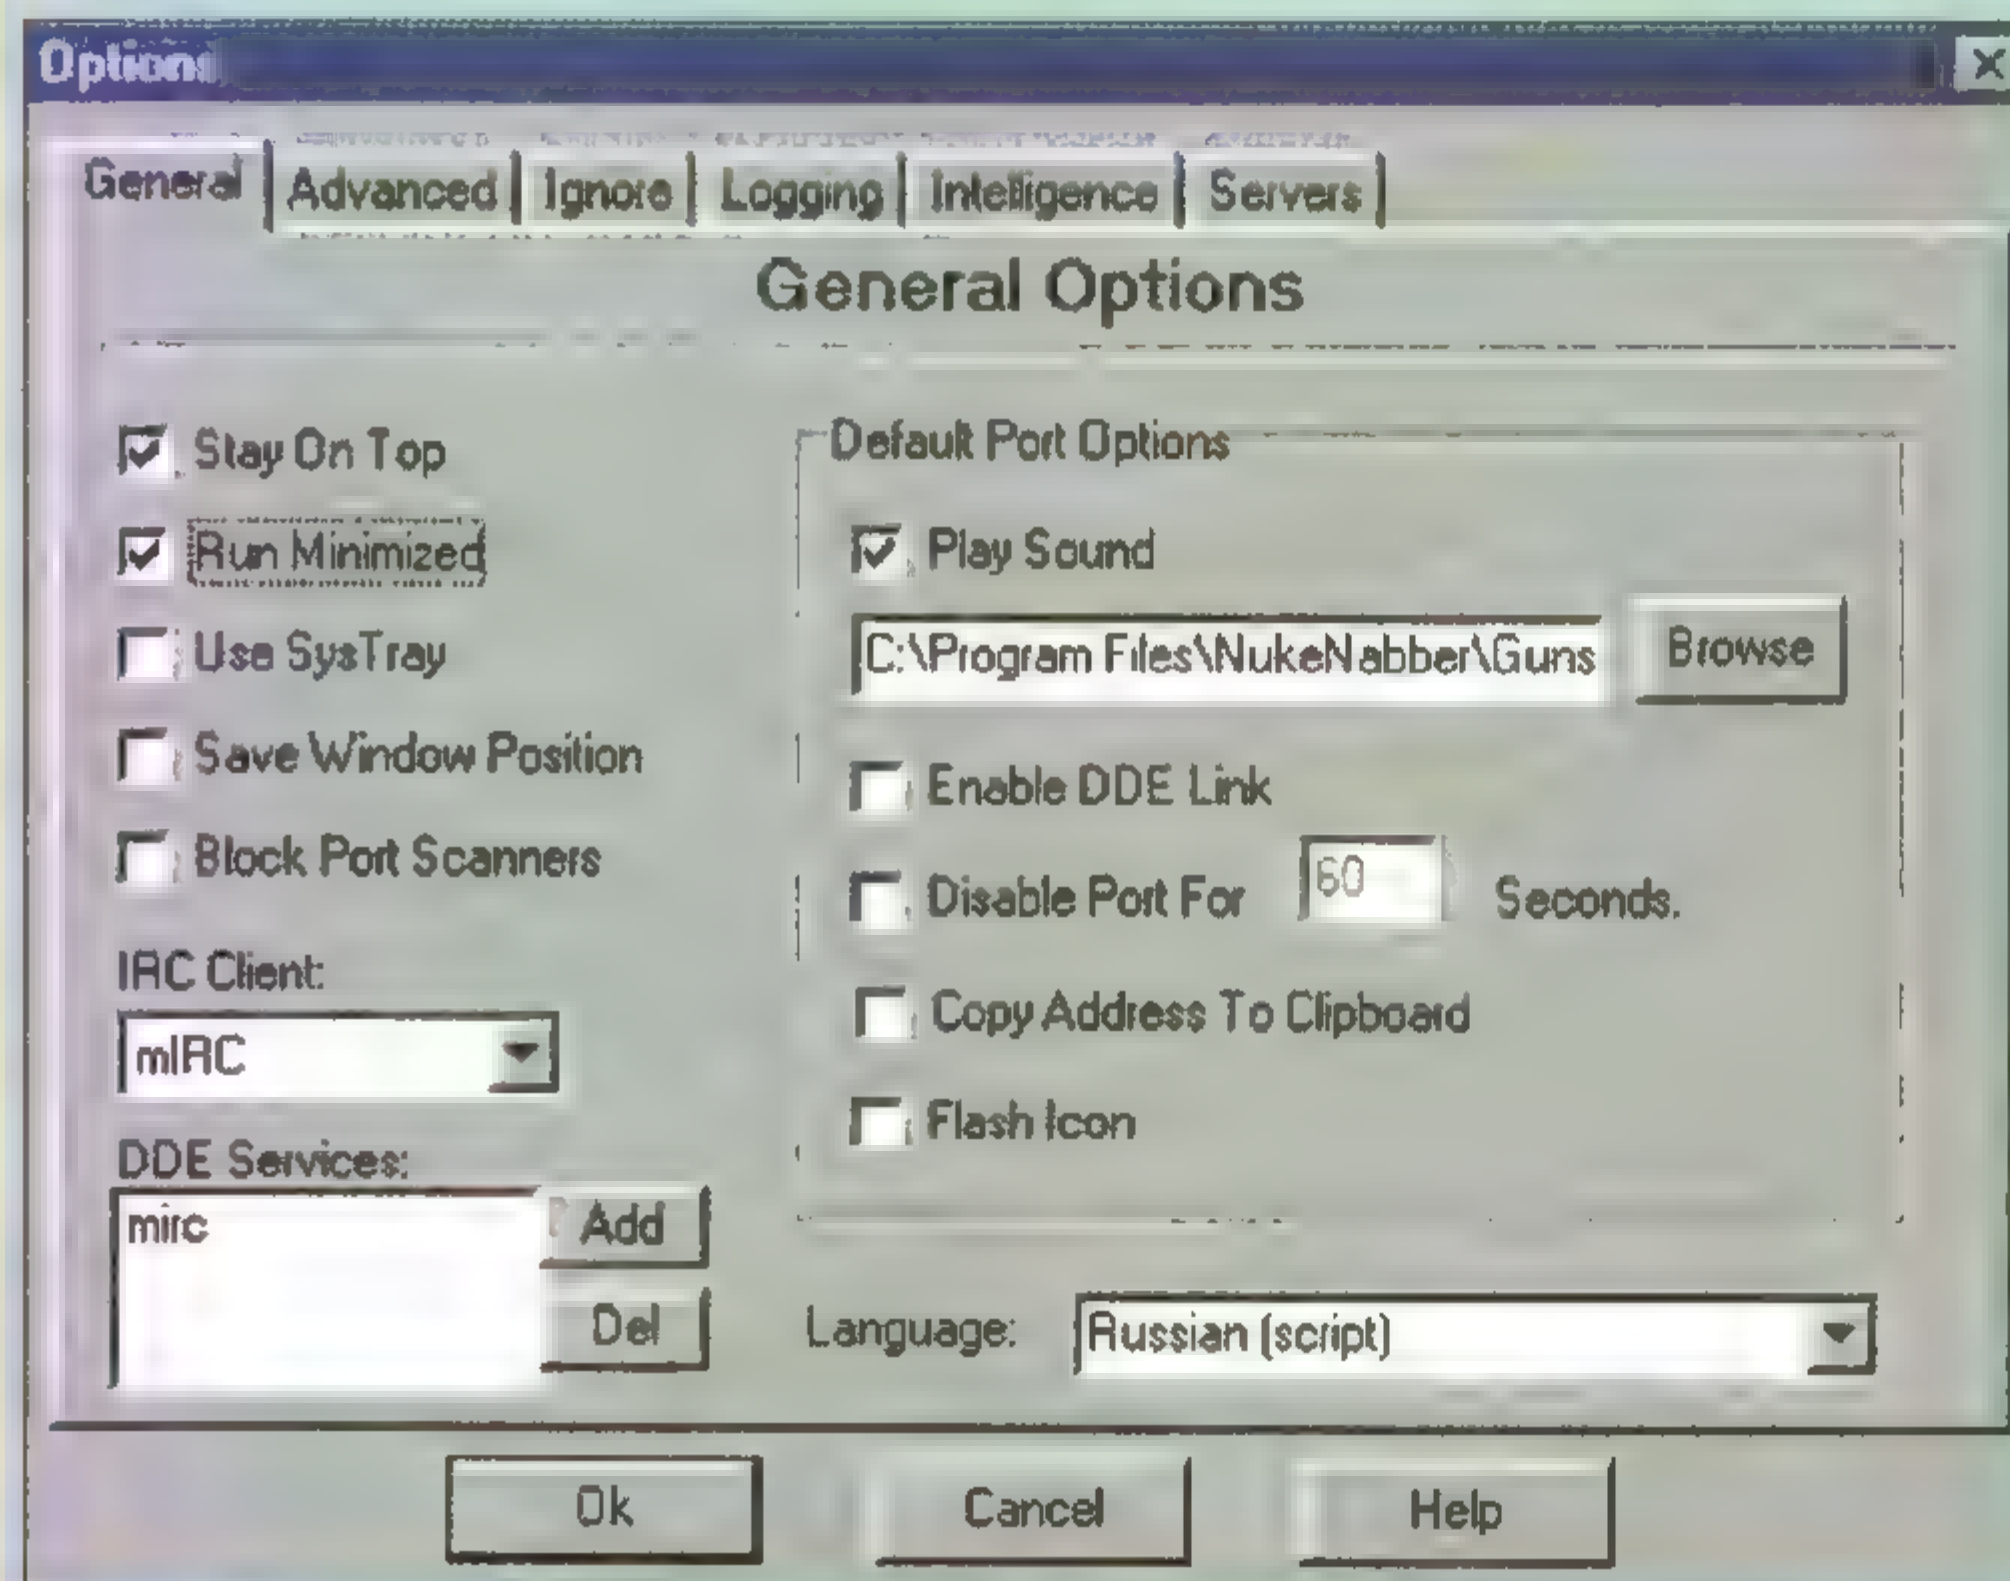 Options
General Advanced Ignore Logging Intelligence Servers
General Options
Stay On Top
Run Minimized
Use SysTray
Save Window Position
Block Port Scanners
IRC Client:
mIRC
DDE Services:
mirc
Add
Del
Default Port Options
Play Sound
C:\Program Files\NukeNabber\Guns
Browse
Enable DDE Link
Disable Port For 60 Seconds.
Copy Address To Clipboard
Flash Icon
Language: Russian (script)
Ok Cancel Help